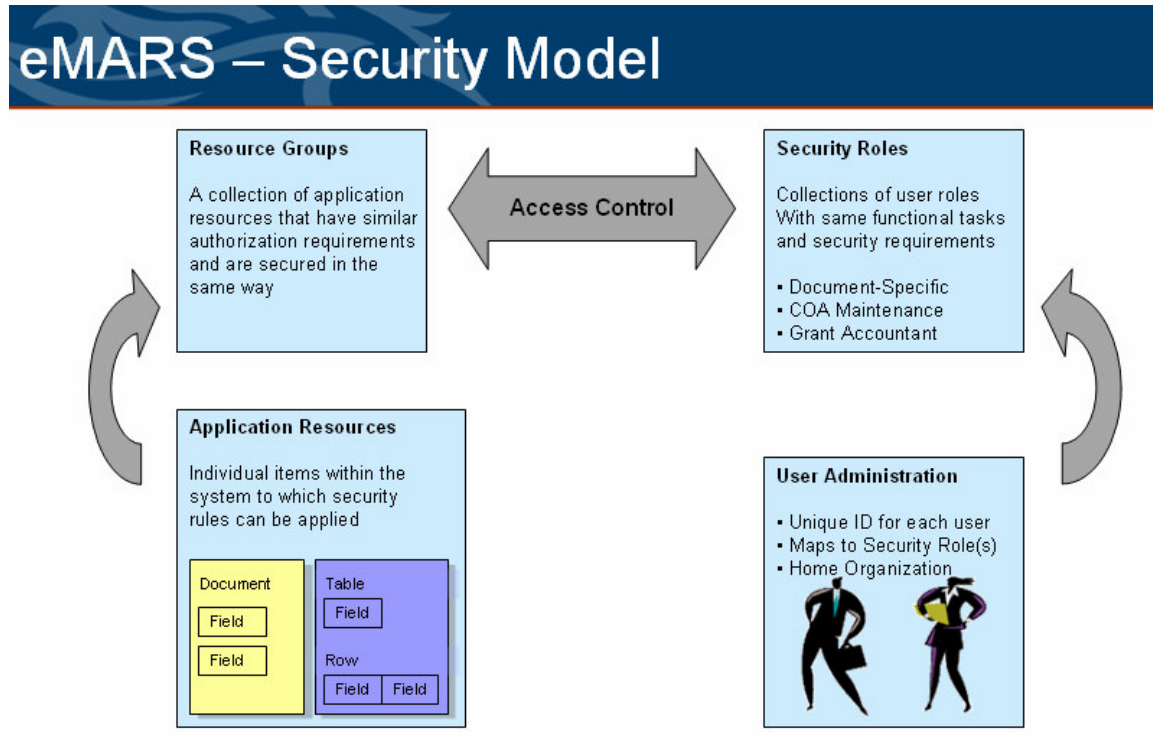 eMARS – Security Model
Resource Groups
A collection of application
resources that have similar
authorization requirements
and are secured in the
same way
Access Control
Security Roles
Collections of user roles
With same functional tasks
and security requirements
▪ Document-Specific
▪ COA Maintenance
▪ Grant Accountant
Application Resources
Individual items within the
system to which security
rules can be applied
Document
Field
Field
Table
Field
Row
Field Field
User Administration
▪ Unique ID for each user
▪ Maps to Security Role(s)
▪ Home Organization